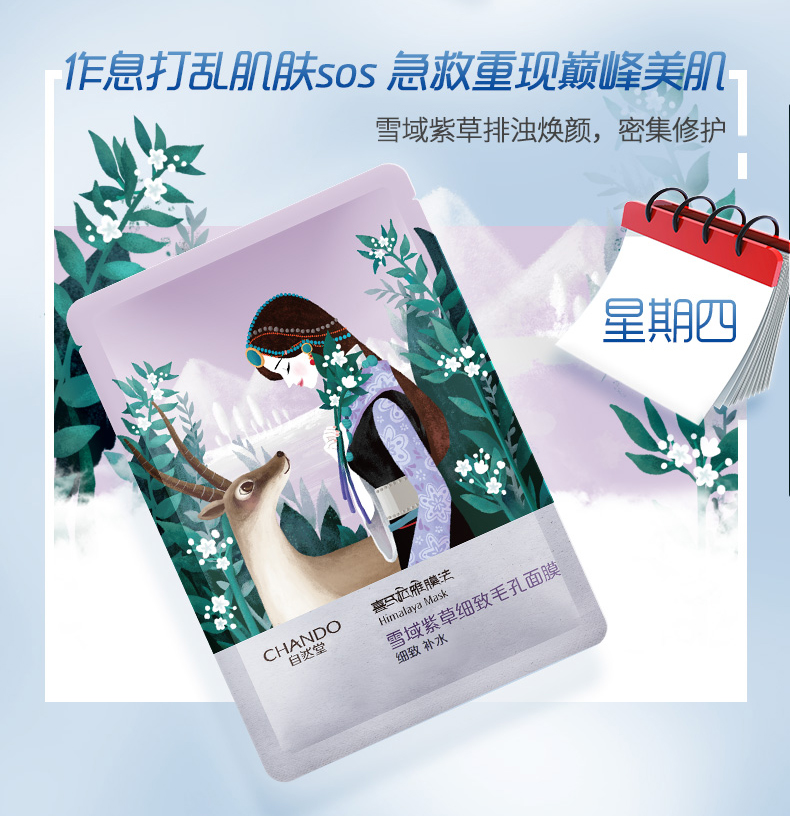 作息打乱肌肤sos 急救重现巅峰美肌
雪域紫草排浊焕颜，密集修护
星期四
喜马拉雅膜法
Himalaya Mask
CHANDO
自然堂
雪域紫草细致毛孔面膜
细致 补水